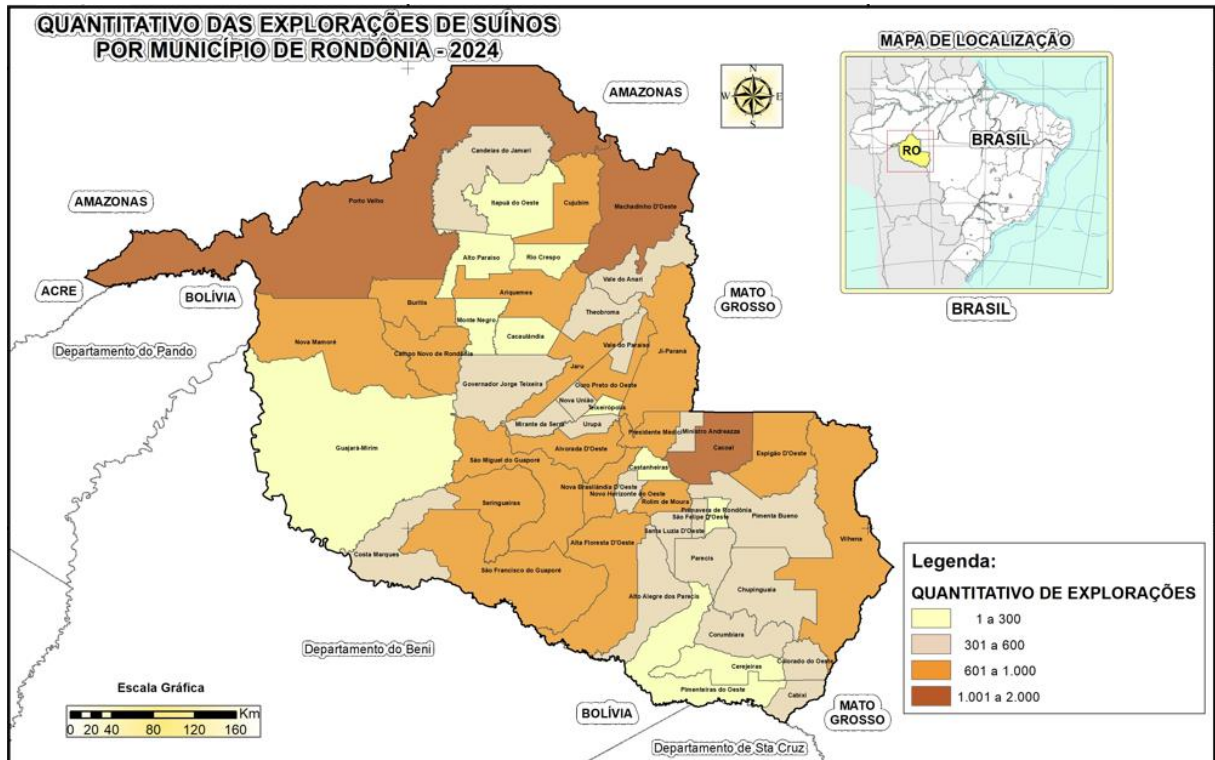 QUANTITATIVO DAS EXPLORAÇÕES DE SUÍNOS
POR MUNICÍPIO DE RONDÔNIA - 2024
MAPA DE LOCALIZAÇÃO
N
W E
S
AMAZONAS
BRASIL
RO
Candeias do Jamari
Porto Velho
Itapuã do Oeste
Cujubim
Machadinho D'Oeste
AMAZONAS
Alto Paraíso
Rio Crespo
ACRE
BOLÍVIA
Vale do Anari
MATO
GROSSO
BRASIL
Buritis
Ariquemes
Theobroma
Monte Negro
Cacaulândia
Departamento do Pando
Nova Mamoré
Campo Novo de Rondônia
Vale do Paraíso
Ji-Paraná
Jaru
Governador Jorge Teixeira
Ouro Preto do Oeste
Nova União
Teixeirópolis
Mirante da Serra
Urupá
Presidente Médici
Ministro Andreazza
Cacoal
Guajará-Mirim
Alvorada D'Oeste
Espigão D'Oeste
São Miguel do Guaporé
Castanheiras
Nova Brasilândia D'Oeste
Novo Horizonte do Oeste
Seringueiras
Rolim de Moura
Primavera de Rondônia
São Felipe D'Oeste
Pimenta Bueno
Santa Luzia D'Oeste
Alta Floresta D'Oeste
Vilhena
Costa Marques
Parecis
São Francisco do Guaporé
Chupinguaia
Alto Alegre dos Parecis
Corumbiara
Departamento do Beni
Cerejeiras
Colorado do Oeste
Pimenteiras do Oeste
Cabixi
BOLÍVIA
MATO
GROSSO
Departamento de Sta Cruz
Legenda:
QUANTITATIVO DE EXPLORAÇÕES
1 a 300
301 a 600
601 a 1.000
1.001 a 2.000
Escala Gráfica
Km
0 20 40 80 120 160